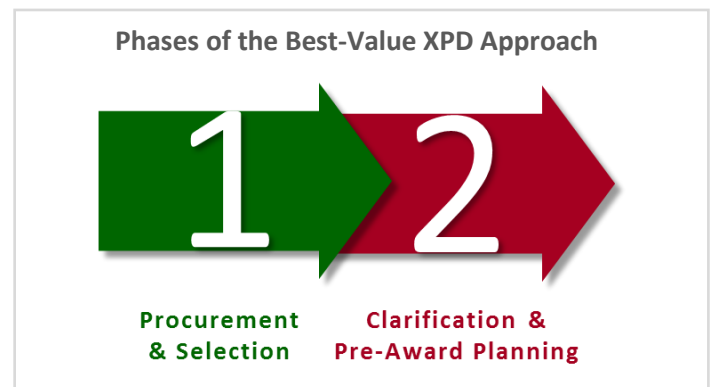 Phases of the Best-Value XPD Approach
1 2
Procurement
& Selection
Clarification &
Pre-Award Planning